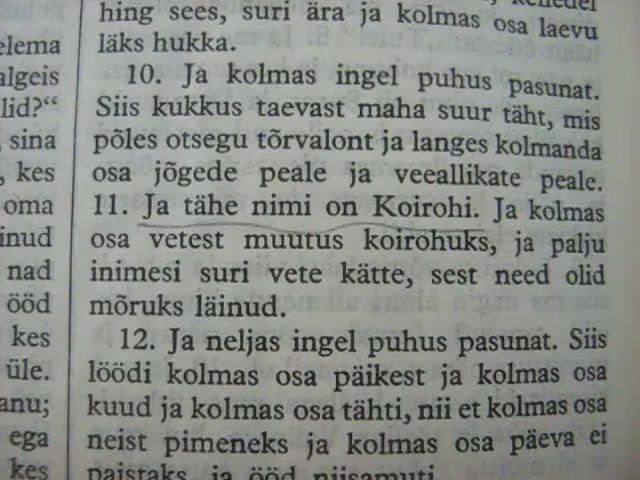 elema
algeis
lid?“
sina
kes
oma
inud
nad
ööd
kes
üle.
anu;
ega
kes
hing sees, suri ära ja kolmas osa laevu
läks hukka.
10. Ja kolmas ingel puhus pasunat.
Siis kukkus taevast maha suur täht, mis
põles otsegu tõrvalont ja langes kolmanda
osa jõgede peale ja veeallikate peale.
11. Ja tähe nimi on Koirohi. Ja kolmas
osa vetest muutus koirohuks, ja palju
inimesi suri vete kätte, sest need olid
mõruks läinud.
12. Ja neljas ingel puhus pasunat. Siis
löödi kolmas osa päikest ja kolmas osa
kuud ja kolmas osa tähti, nii et kolmas osa
neist pimeneks ja kolmas osa päeva ei
paistaks, ja ööd niisamuti.